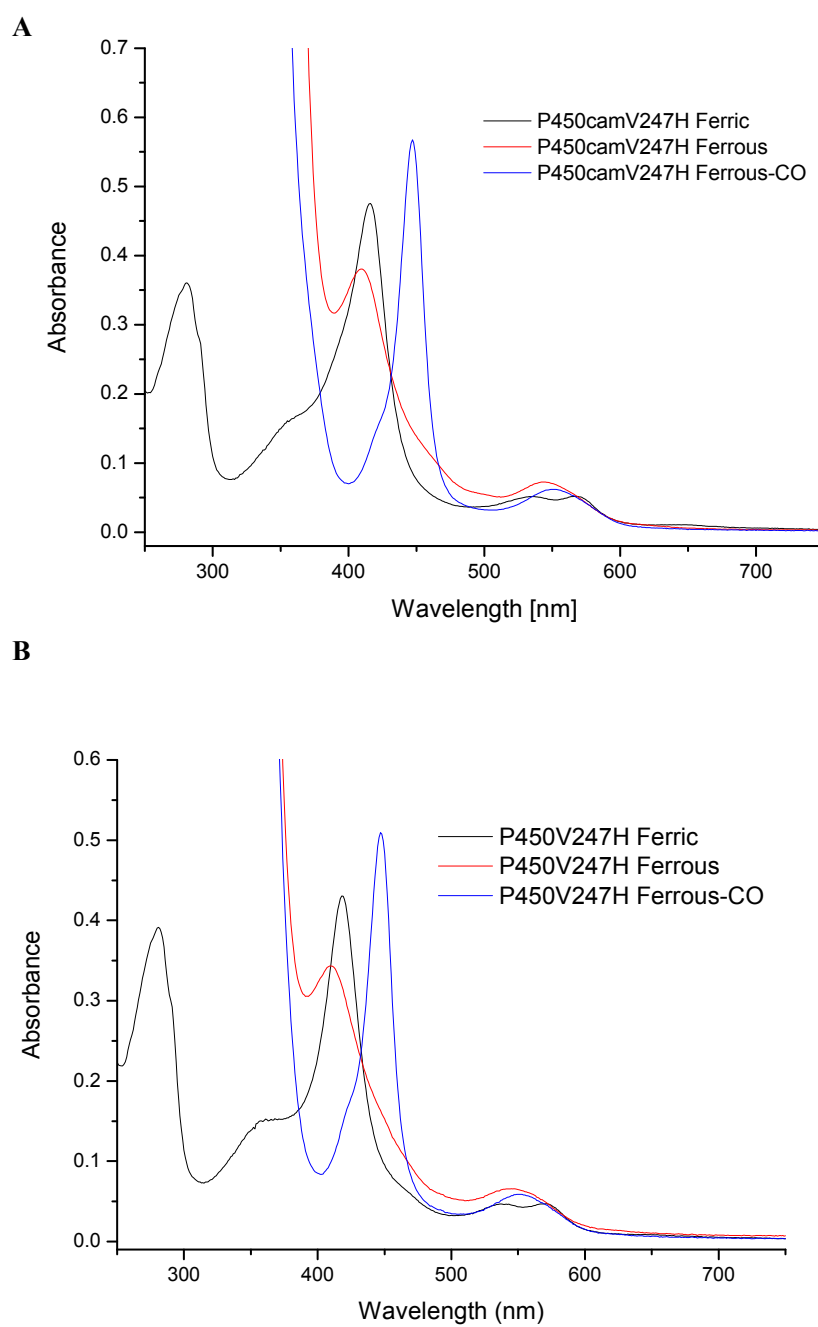 A
0.7
0.6
0.5
0.4
0.3
0.2
0.1
0.0
Absorbance
P450camV247H Ferric
P450camV247H Ferrous
P450camV247H Ferrous-CO
300 400 500 600 700
Wavelength [nm]
B
0.6
0.5
0.4
0.3
0.2
0.1
0.0
Absorbance
P450V247H Ferric
P450V247H Ferrous
P450V247H Ferrous-CO
300 400 500 600 700
Wavelength (nm)